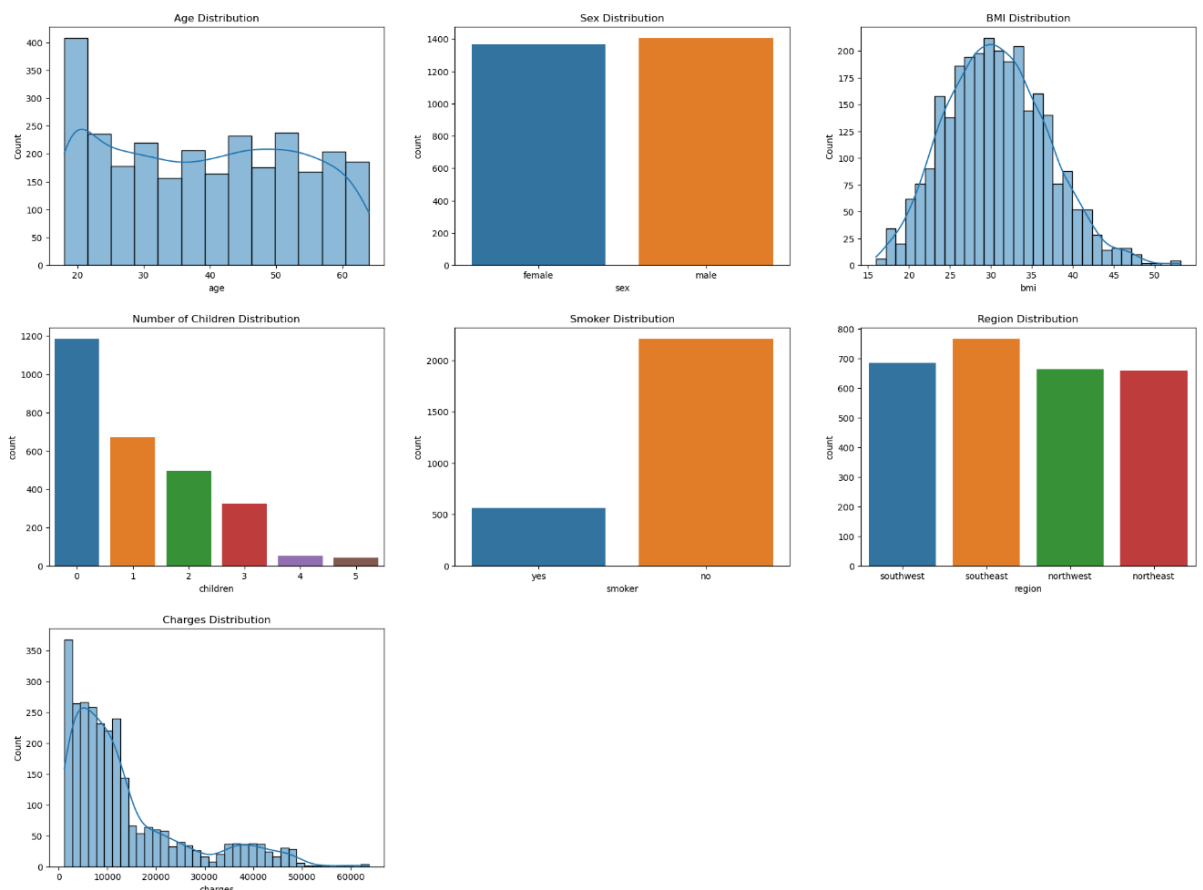 Age Distribution
Count
400
350
300
250
200
150
100
50
0
20 30 40 50 60
age
Sex Distribution
count
1400
1200
1000
800
600
400
200
0
female male
sex
BMI Distribution
Count
200
175
150
125
100
75
50
25
0
15 20 25 30 35 40 45 50
bmi
Number of Children Distribution
count
1200
1000
800
600
400
200
0
0 1 2 3 4 5
children
Smoker Distribution
count
2000
1500
1000
500
0
yes no
smoker
Region Distribution
count
800
700
600
500
400
300
200
100
0
southwest southeast northwest northeast
region
Charges Distribution
Count
350
300
250
200
150
100
50
0
0 10000 20000 30000 40000 50000 60000
charges